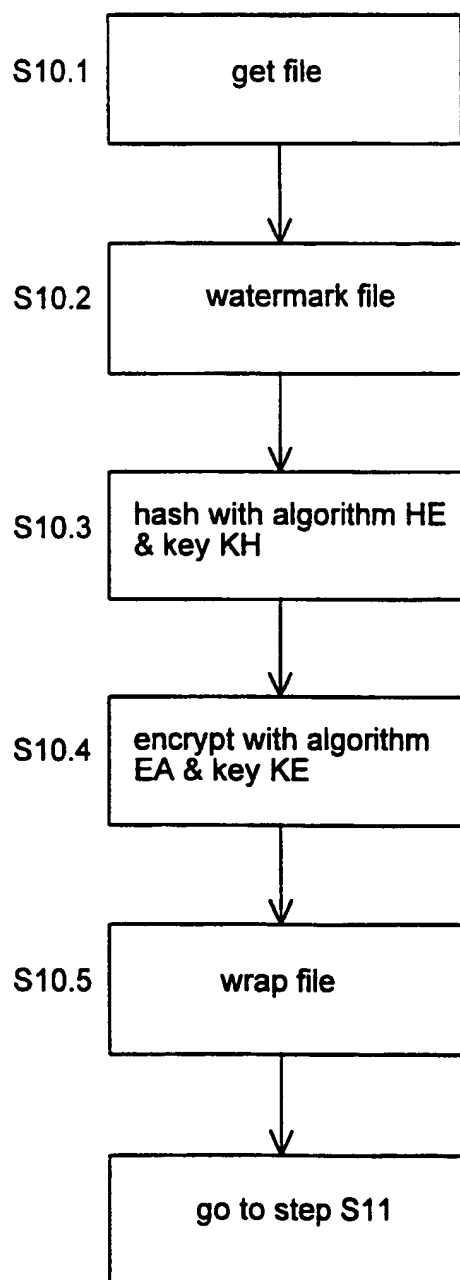 S10.1
get file
S10.2
watermark file
S10.3
hash with algorithm HE
& key KH
S10.4
encrypt with algorithm
EA & key KE
S10.5
wrap file
go to step S11